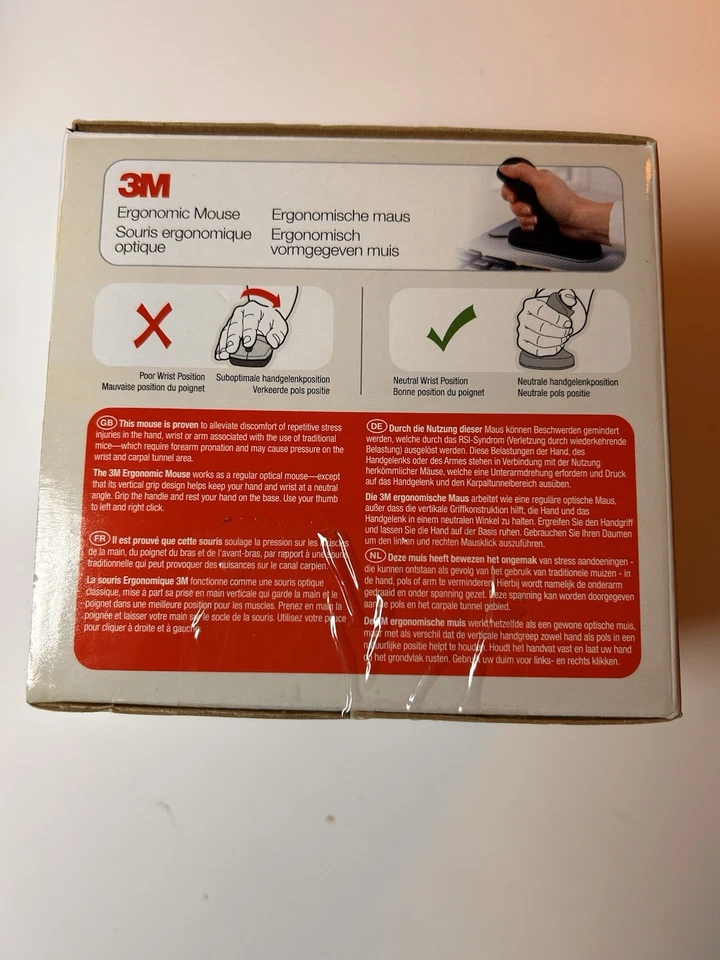 3M
Ergonomic Mouse
Souris ergonomique
optique
Ergonomische maus
Ergonomisch
vormgegeven muis
Poor Wrist Position
Mauvaise position du poignet
Suboptimale handgelenkposition
Verkeerde pols positie
Neutral Wrist Position
Bonne position du poignet
Neutrale handgelenkposition
Neutrale pols positie
GB This mouse is proven to alleviate discomfort of repetitive stress
injuries in the hand, wrist or arm associated with the use of traditional
mice—which require forearm pronation and may cause pressure on the
wrist and carpal tunnel area.
The 3M Ergonomic Mouse works as a regular optical mouse—except
that its vertical grip design helps keep your hand and wrist at a neutral
angle. Grip the handle and rest your hand on the base. Use your thumb
to left and right click.
FR Il est prouvé que cette souris soulage la pression sur les muscles
de la main, du poignet du bras et de l'avant-bras, par rapport à une souris
traditionnelle qui peut provoquer des nuisances sur le canal carpien.
La souris Ergonomique 3M fonctionne comme une souris optique
classique, mise à part sa prisé en main verticale qui garde la main et le
poignet dans une meilleure position pour les muscles. Prenez en main la
poignée et laisser votre main sur le socle de la souris. Utilisez votre pouce
pour cliquer à droite et à gauche.
DE Durch die Nutzung dieser Maus können Beschwerden gemindert
werden, welche durch das RSI-Syndrom (Verletzung durch wiederkehrende
Belastung) ausgelöst werden. Diese Belastungen der Hand, des
Handgelenks oder des Armes stehen in Verbindung mit der Nutzung
herkömmlicher Mäuse, welche eine Unterarmdrehung erfordern und Druck
auf das Handgelenk und den Karpaltunnelbereich ausüben.
Die 3M ergonomische Maus arbeitet wie eine reguläre optische Maus,
außer dass die vertikale Griffkonstruktion hilft, die Hand und das
Handgelenk in einem neutralen Winkel zu halten. Ergreifen Sie den Handgriff
und lassen Sie die Hand auf der Basis ruhen. Gebrauchen Sie Ihren Daumen
um den linken und rechten Mausklick auszuführen.
NL Deze muis heeft bewezen het ongemak van stress aandoeningen -
die kunnen ontstaan als gevolg van het gebruik van traditionele muizen - in
de hand, pols of arm te verminderen. Hierbij wordt namelijk de onderarm
gedraaid en onder spanning gezet. Deze spanking kan worden doorgegeven
aan de pols en het carpale tunnel gebied.
De 3M ergonomische muis werkt hetzelfde als een gewone optische muis,
maar met als verschil dat de verticale handgreep zowel hand als pols in een
natuurlijke positie helpt te houden. Houdt het handvat vast en laat uw hand
op het grondvlak rusten. Gebruik uw duim voor links- en rechts klikken.